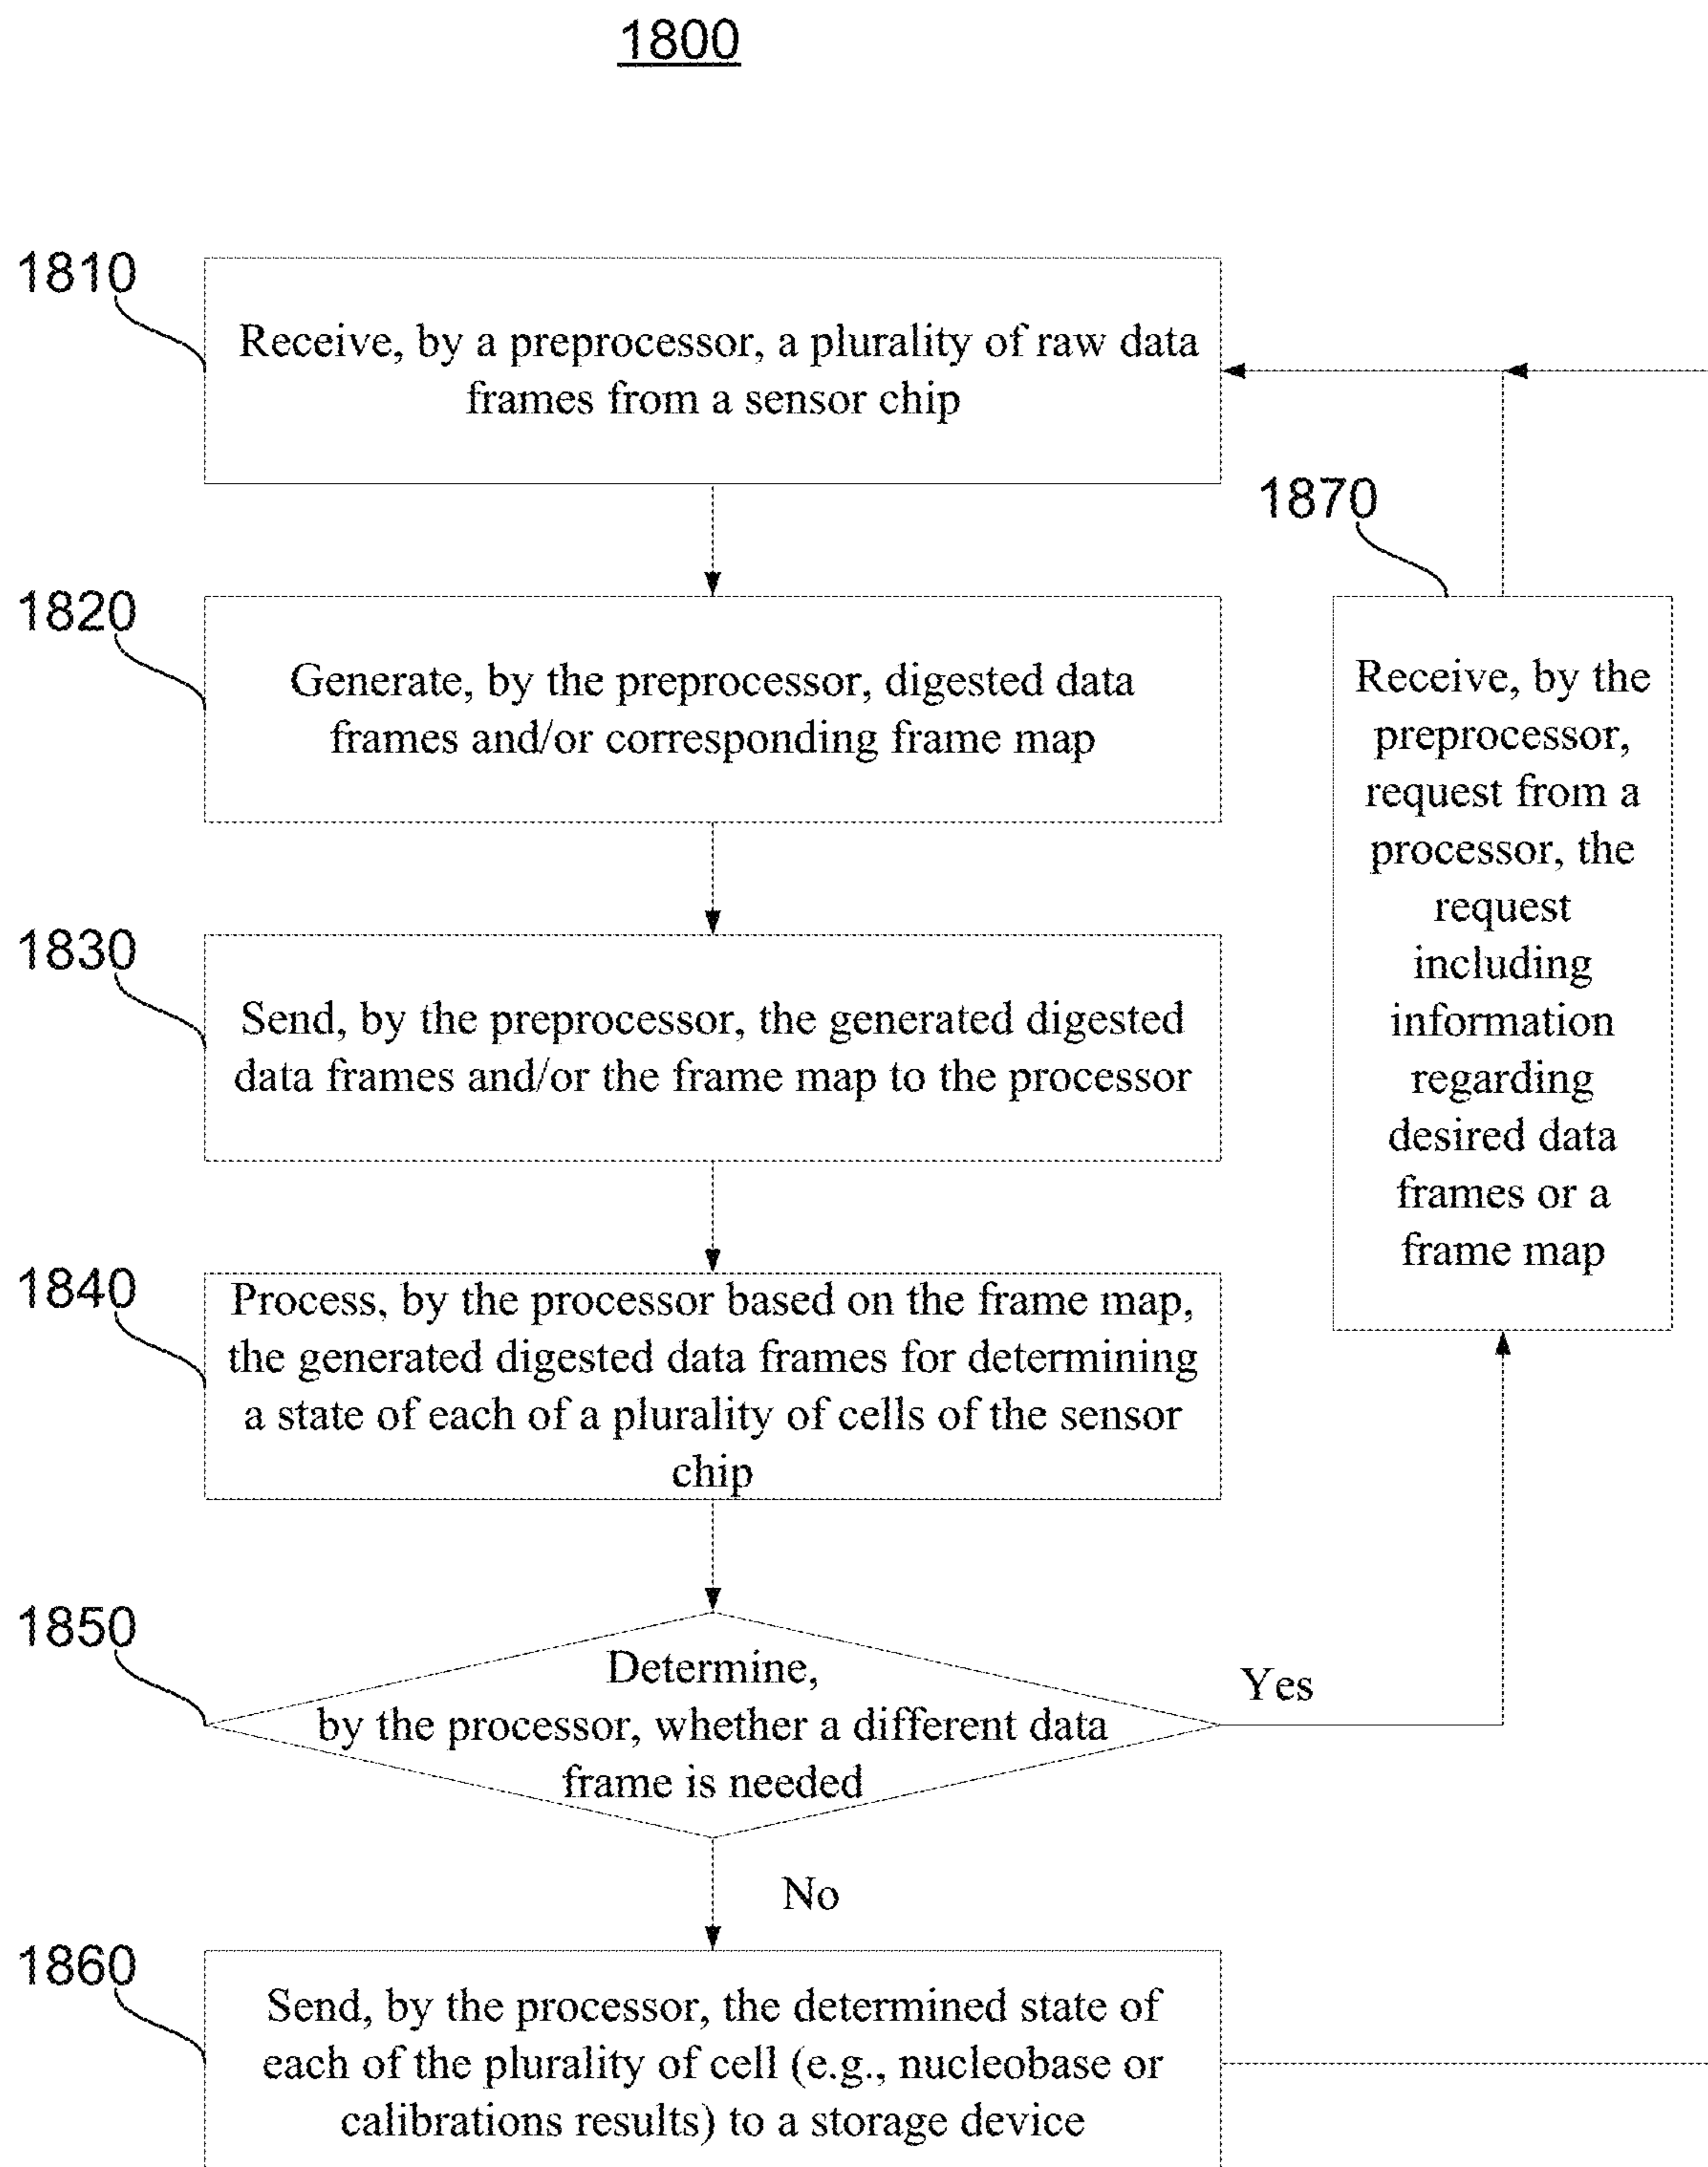 1800
1810
Receive, by a preprocessor, a plurality of raw data
frames from a sensor chip
1870
1820
Generate, by the preprocessor, digested data
frames and/or corresponding frame map
Receive, by the
preprocessor,
request from a
processor, the
request
including
information
regarding
desired data
frames or a
frame map
1830
Send, by the preprocessor, the generated digested
data frames and/or the frame map to the processor
1840
Process, by the processor based on the frame map,
the generated digested data frames for determining
a state of each of a plurality of cells of the sensor
chip
1850
Determine,
by the processor, whether a different data
frame is needed
Yes
No
1860
Send, by the processor, the determined state of
each of the plurality of cell (e.g., nucleobase or
calibrations results) to a storage device